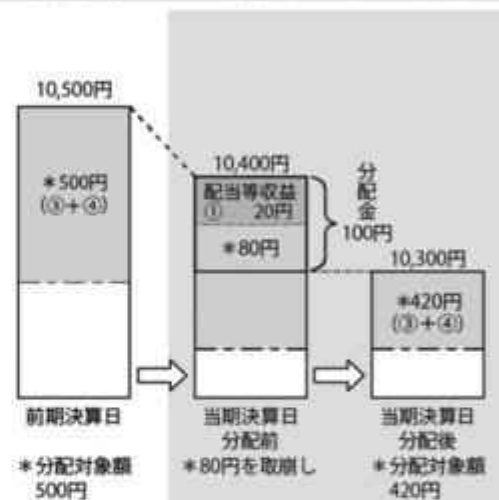 10,500円
*500円
(③+④)
前期決算日
*分配対象額
500円
10,400円
配当等収益
① 20円
*80円
分配金
100円
当期決算日
分配前
*80円を取崩し
10,300円
*420円
(③+④)
当期決算日
分配後
*分配対象額
420円